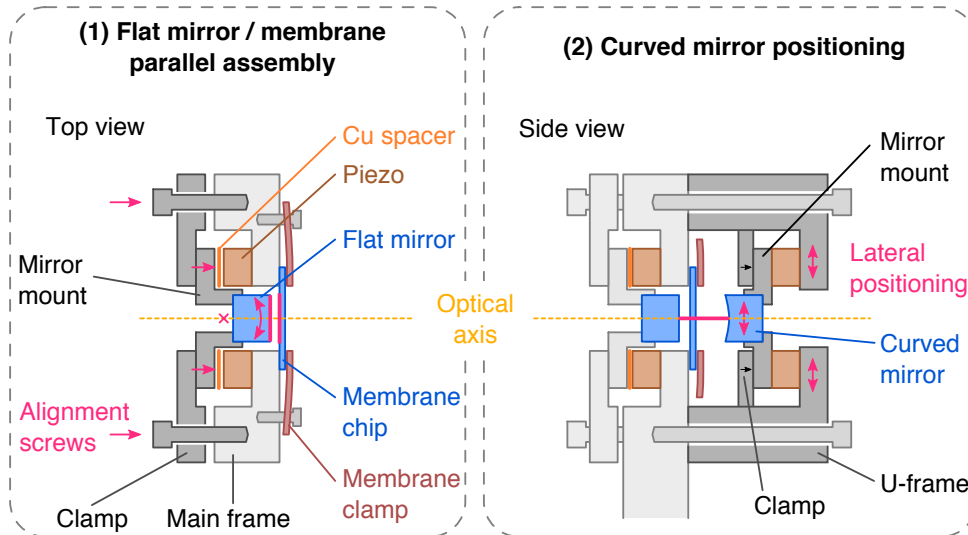 (1) Flat mirror / membrane
parallel assembly
Top view
Cu spacer
Piezo
Flat mirror
Mirror
mount
Optical
axis
Alignment
screws
Membrane
chip
Membrane
clamp
Clamp
Main frame
(2) Curved mirror positioning
Side view
Mirror
mount
Lateral
positioning
Curved
mirror
U-frame
Clamp